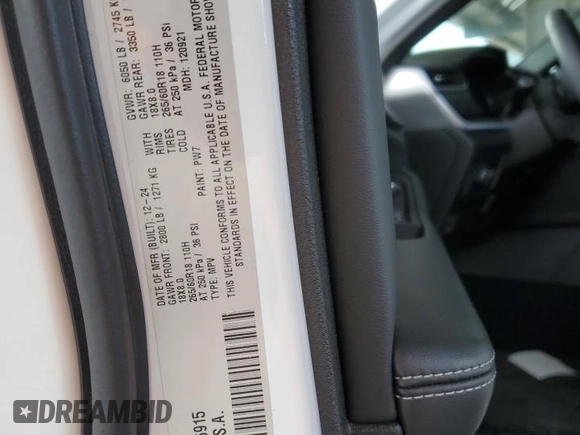 DATE OF MFR (BUILT): 12-24 GVWR: 6050 LB / 2745 K
GAWR FRONT: 2800 LB / 1271 KG WITH GAWR REAR: 3350 LB /
18X8.0 RIMS 18X8.0
265/60R18 110H TIRES 265/60R18 110H
AT 250 kPa / 36 PSI COLD AT 250 kPa / 36 PSI
TYPE: MPV PAINT: PW7 MDH: 120921
THIS VEHICLE CONFORMS TO ALL APPLICABLE U.S.A. FEDERAL MOTOR
STANDARDS IN EFFECT ON THE DATE OF MANUFACTURE SHOW
5915
S.A.
DREAMBID